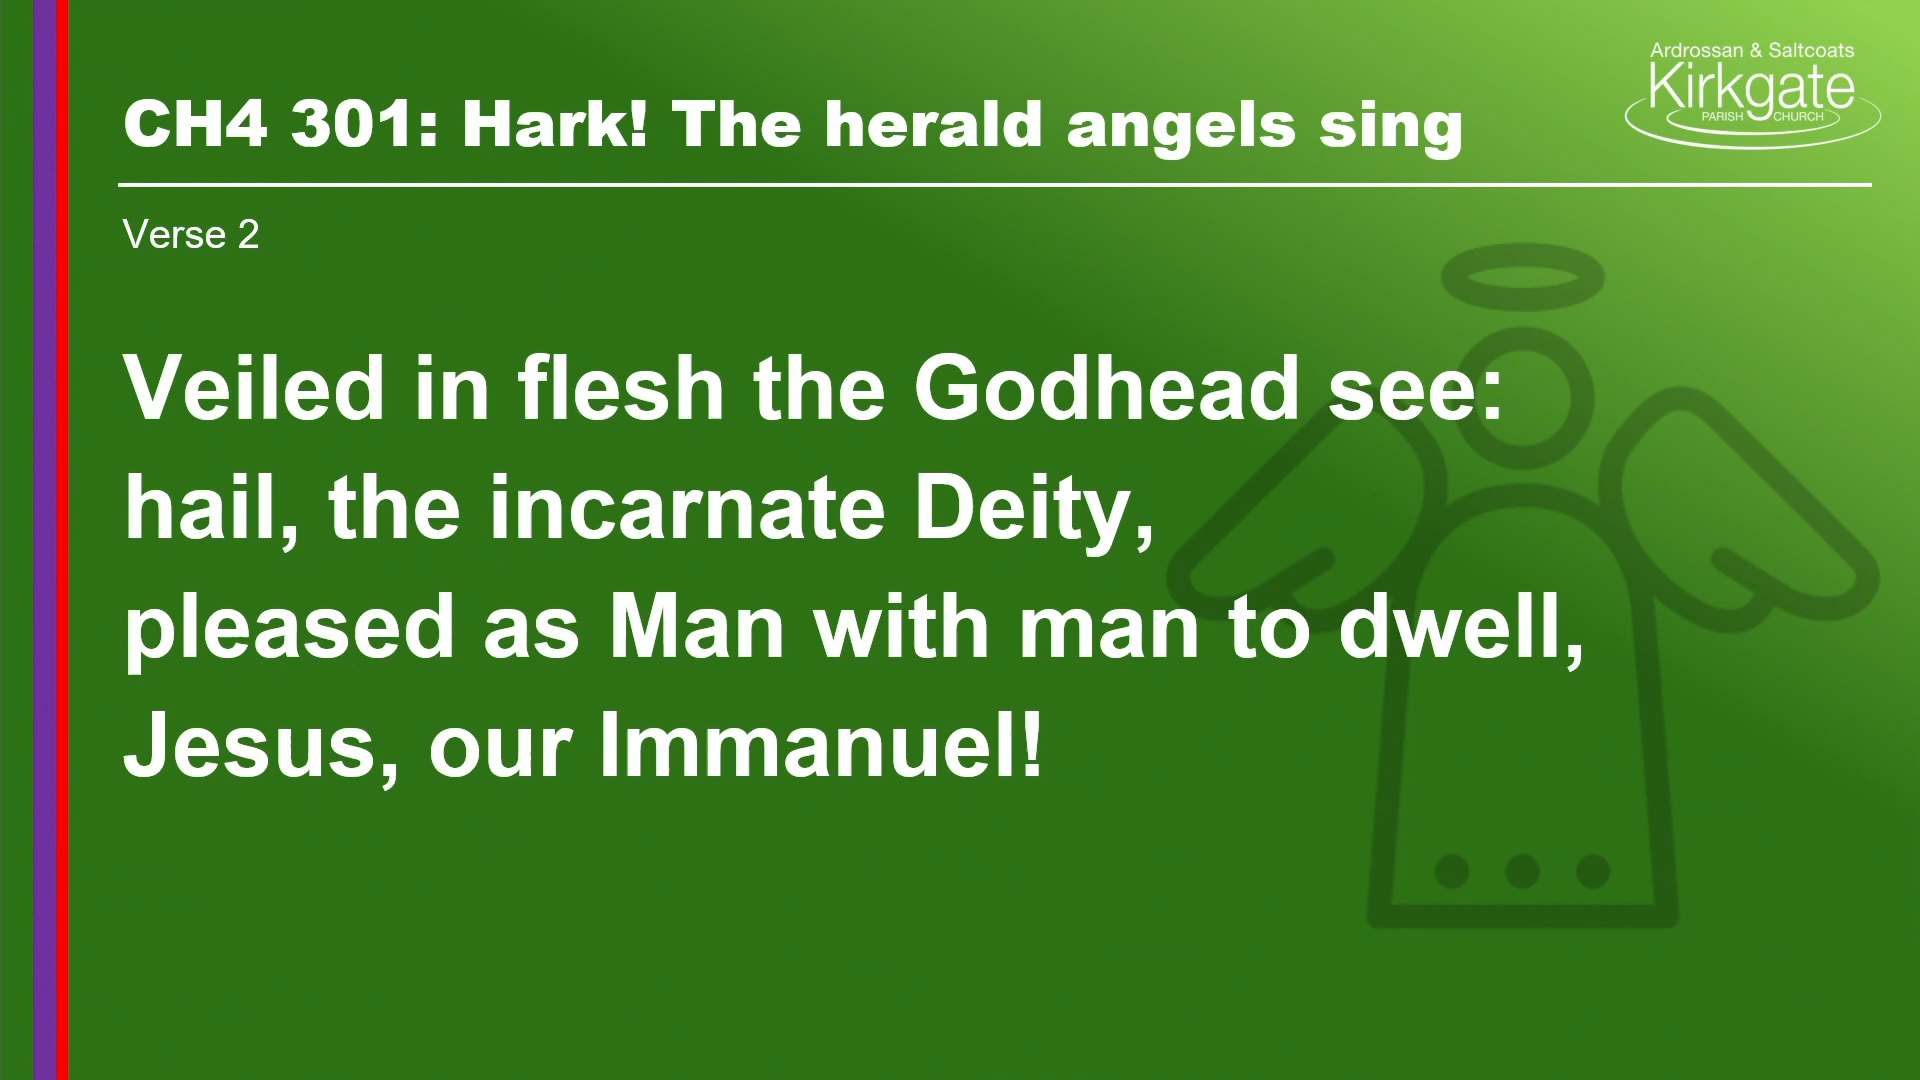 Ardrossan & Saltcoats
Kirkgate
PARISH CHURCH
CH4 301: Hark! The herald angels sing
Verse 2
Veiled in flesh the Godhead see:
hail, the incarnate Deity,
pleased as Man with man to dwell,
Jesus, our Immanuel!